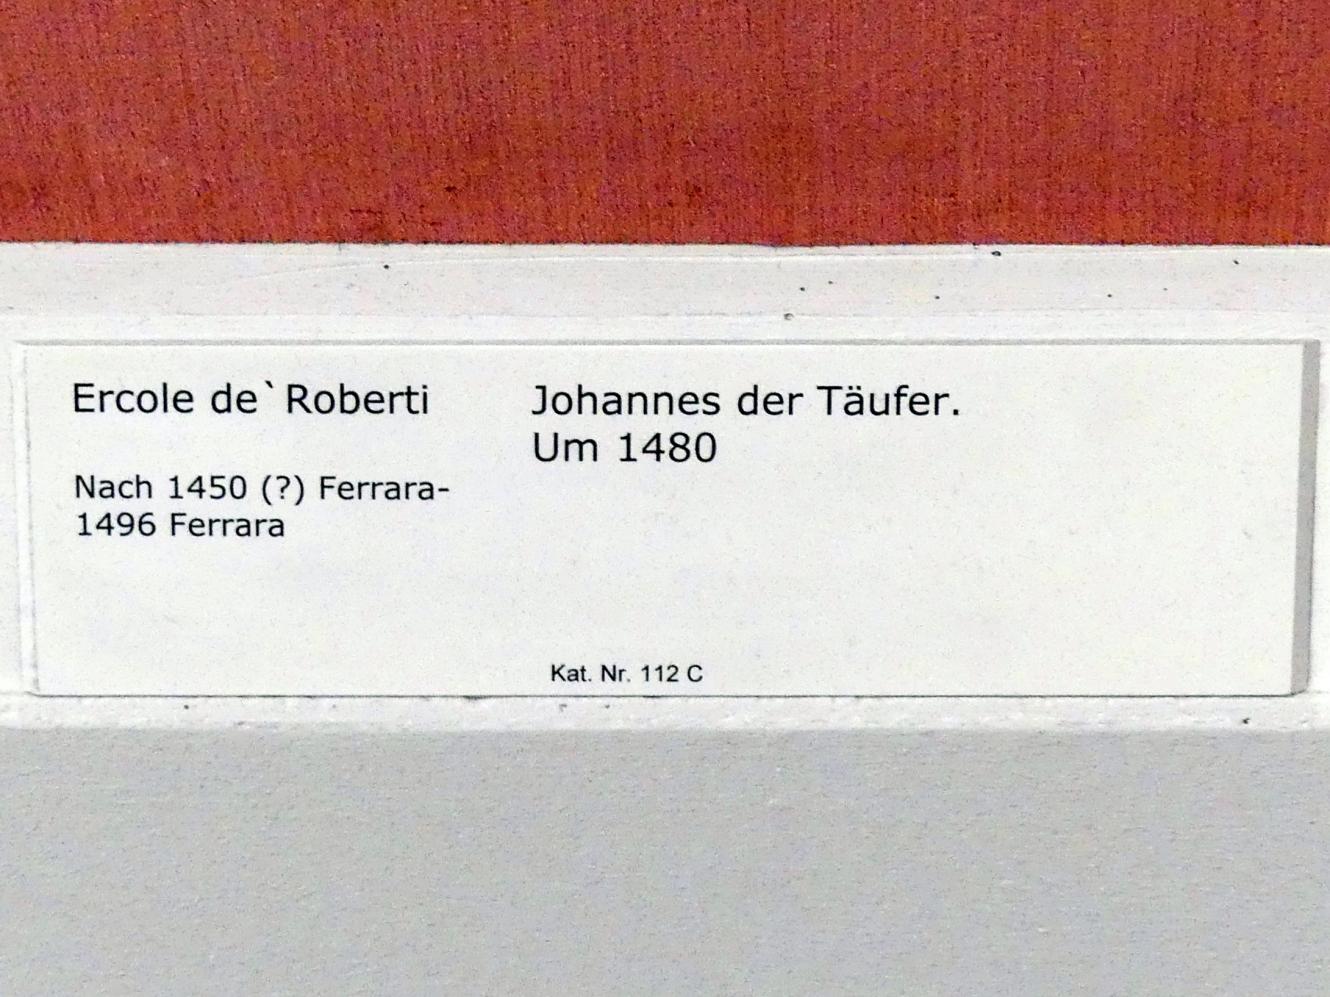 Ercole de`Roberti
Nach 1450 (?) Ferrara-
1496 Ferrara
Johannes der Täufer.
Um 1480
Kat. Nr. 112 C